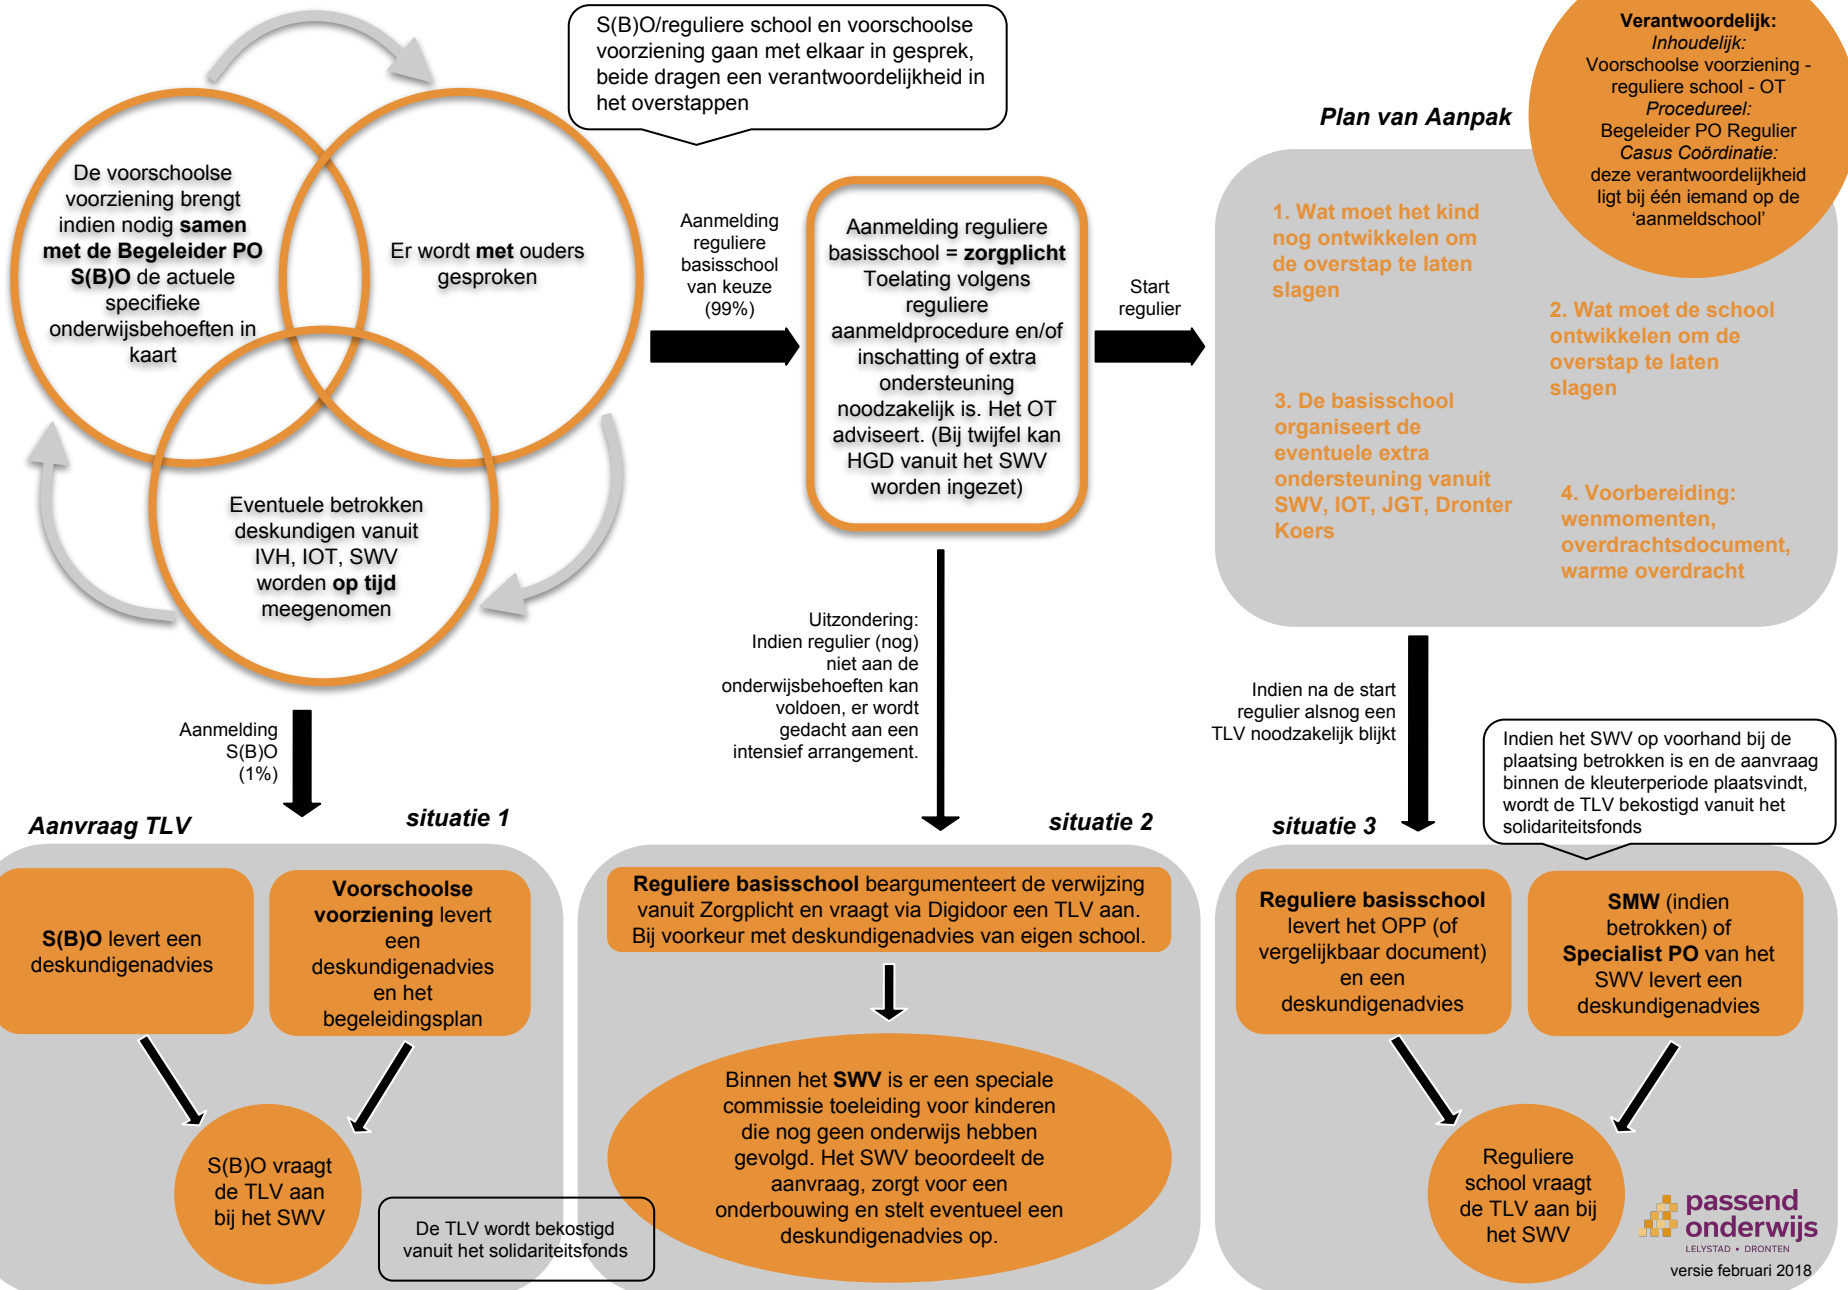 S(B)O/reguliere school en voorschoolse
voorziening gaan met elkaar in gesprek,
beide dragen een verantwoordelijkheid in
het overstappen
De voorschoolse
voorziening brengt
indien nodig samen
met de Begeleider PO
S(B)O de actuele
specifieke
onderwijsbehoeften in
kaart
Er wordt met ouders
gesproken
Eventuele betrokken
deskundigen vanuit
IVH, IOT, SWV
worden op tijd
meegenomen
Aanmelding
reguliere
basisschool
van keuze
(99%)
Aanmelding reguliere
basisschool = zorgplicht
Toelating volgens
reguliere
aanmeldprocedure en/of
inschatting of extra
ondersteuning
noodzakelijk is. Het OT
adviseert. (Bij twijfel kan
HGD vanuit het SWV
worden ingezet)
Start
regulier
Plan van Aanpak
Verantwoordelijk:
Inhoudelijk:
Voorschoolse voorziening -
reguliere school - OT
Procedureel:
Begeleider PO Regulier
Casus Coördinatie:
deze verantwoordelijkheid
ligt bij één iemand op de
‘aanmeldschool’
1. Wat moet het kind
nog ontwikkelen om
de overstap te laten
slagen
2. Wat moet de school
ontwikkelen om de
overstap te laten
slagen
3. De basisschool
organiseert de
eventuele extra
ondersteuning vanuit
SWV, IOT, JGT, Dronter
Koers
4. Voorbereiding:
wenmomenten,
overdrachtsdocument,
warme overdracht
Aanmelding
S(B)O
(1%)
Uitzondering:
Indien regulier (nog)
niet aan de
onderwijsbehoeften kan
voldoen, er wordt
gedacht aan een
intensief arrangement.
Indien na de start
regulier alsnog een
TLV noodzakelijk blijkt
Indien het SWV op voorhand bij de
plaatsing betrokken is en de aanvraag
binnen de kleuterperiode plaatsvindt,
wordt de TLV bekostigd vanuit het
solidariteitsfonds
Aanvraag TLV
situatie 1
S(B)O levert een
deskundigenadvies
Voorschoolse
voorziening levert
een
deskundigenadvies
en het
begeleidingsplan
S(B)O vraagt
de TLV aan
bij het SWV
De TLV wordt bekostigd
vanuit het solidariteitsfonds
situatie 2
Reguliere basisschool beargumenteert de verwijzing
vanuit Zorgplicht en vraagt via Digidoor een TLV aan.
Bij voorkeur met deskundigenadvies van eigen school.
Binnen het SWV is er een speciale
commissie toeleiding voor kinderen
die nog geen onderwijs hebben
gevolgd. Het SWV beoordeelt de
aanvraag, zorgt voor een
onderbouwing en stelt eventueel een
deskundigenadvies op.
situatie 3
Reguliere basisschool
levert het OPP (of
vergelijkbaar document)
en een
deskundigenadvies
SMW (indien
betrokken) of
Specialist PO van het
SWV levert een
deskundigenadvies
Reguliere
school vraagt
de TLV aan bij
het SWV
passend
onderwijs
LELYSTAD • DRONTEN
versie februari 2018